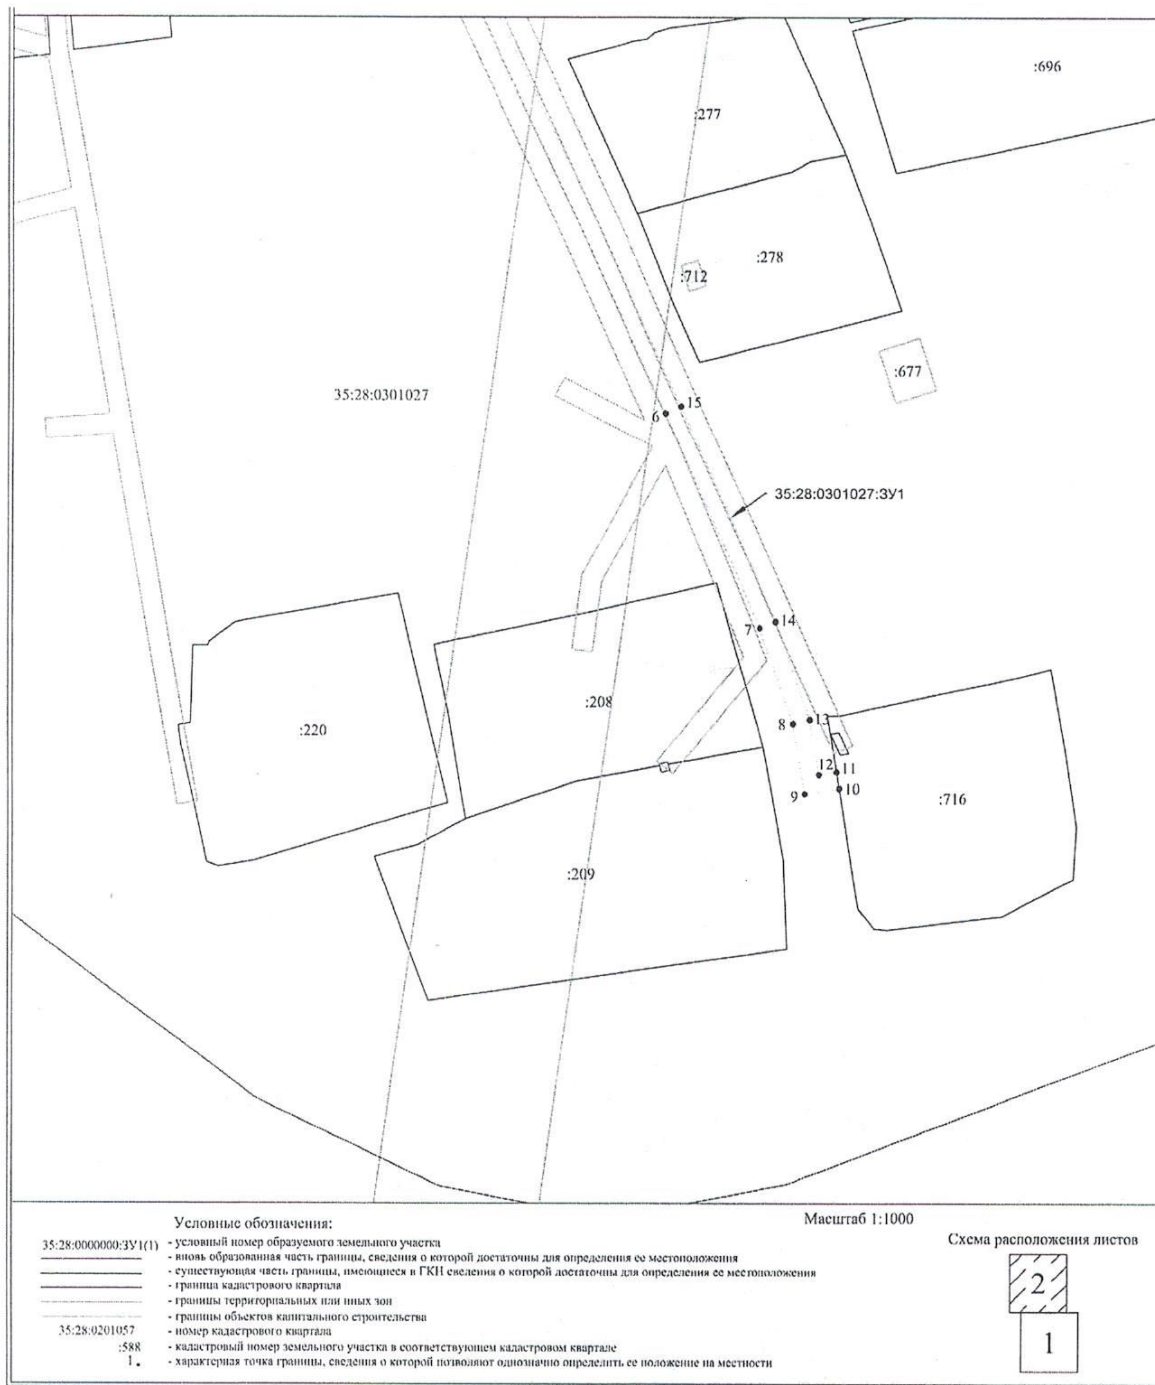 :696
:277
:278
:712
:677
35:28:0301027
6
15
35:28:0301027:ЗУ1
7
14
:208
:220
8
13
12
11
9
10
:716
:209
Условные обозначения:
Масштаб 1:1000
35:28:0000000:ЗУ1(1) - условный номер образуемого земельного участка
- вновь образованная часть границы, сведения о которой достаточны для определения ее местоположения
- существующая часть границы, имеющиеся в ГКН сведения о которой достаточны для определения ее местоположения
- граница кадастрового квартала
- границы территориальных или иных зон
- границы объектов капитального строительства
35:28:0201057 - номер кадастрового квартала
:588 - кадастровый номер земельного участка в соответствующем кадастровом квартале
1. - характерная точка границы, сведения о которой позволяют однозначно определить ее положение на местности
Схема расположения листов
2
1